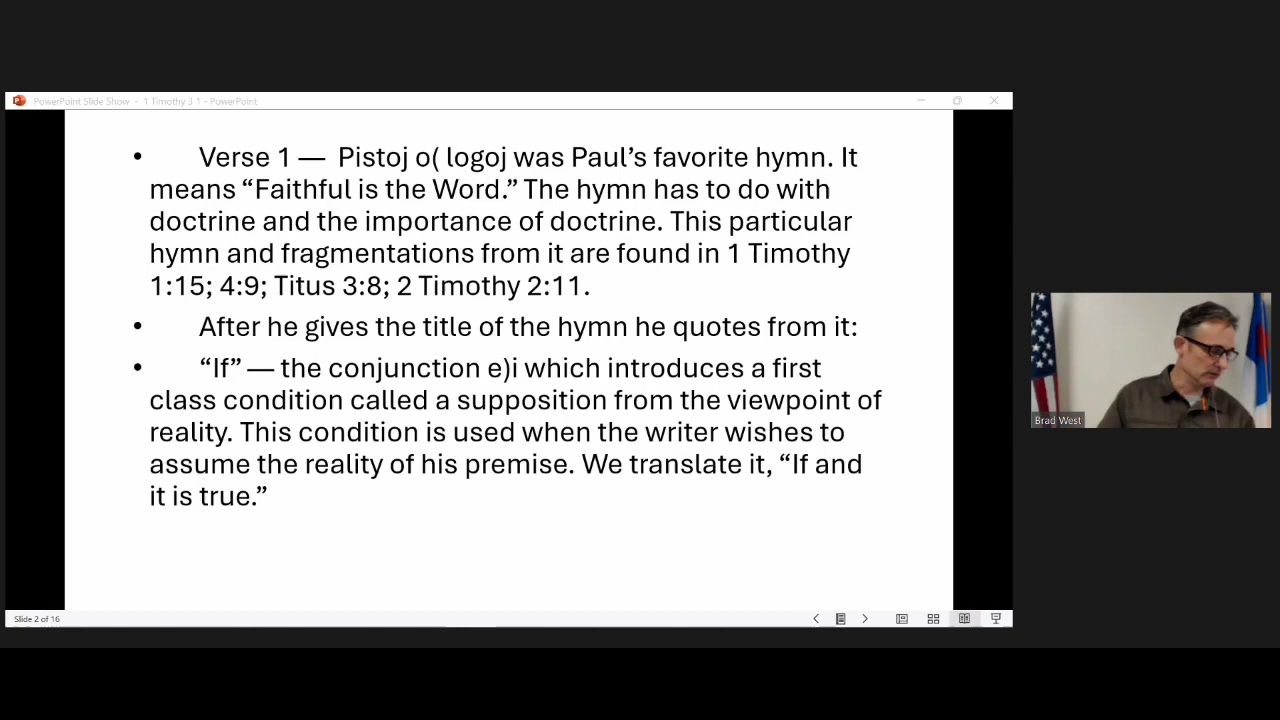 PowerPoint Slide Show - 1 Timothy 3 1 - PowerPoint
• Verse 1 — Pistoj o( logoj was Paul’s favorite hymn. It
means “Faithful is the Word.” The hymn has to do with
doctrine and the importance of doctrine. This particular
hymn and fragmentations from it are found in 1 Timothy
1:15; 4:9; Titus 3:8; 2 Timothy 2:11.
• After he gives the title of the hymn he quotes from it:
• “If” — the conjunction e)i which introduces a first
class condition called a supposition from the viewpoint of
reality. This condition is used when the writer wishes to
assume the reality of his premise. We translate it, “If and
it is true.”
Slide 2 of 16
Brad West